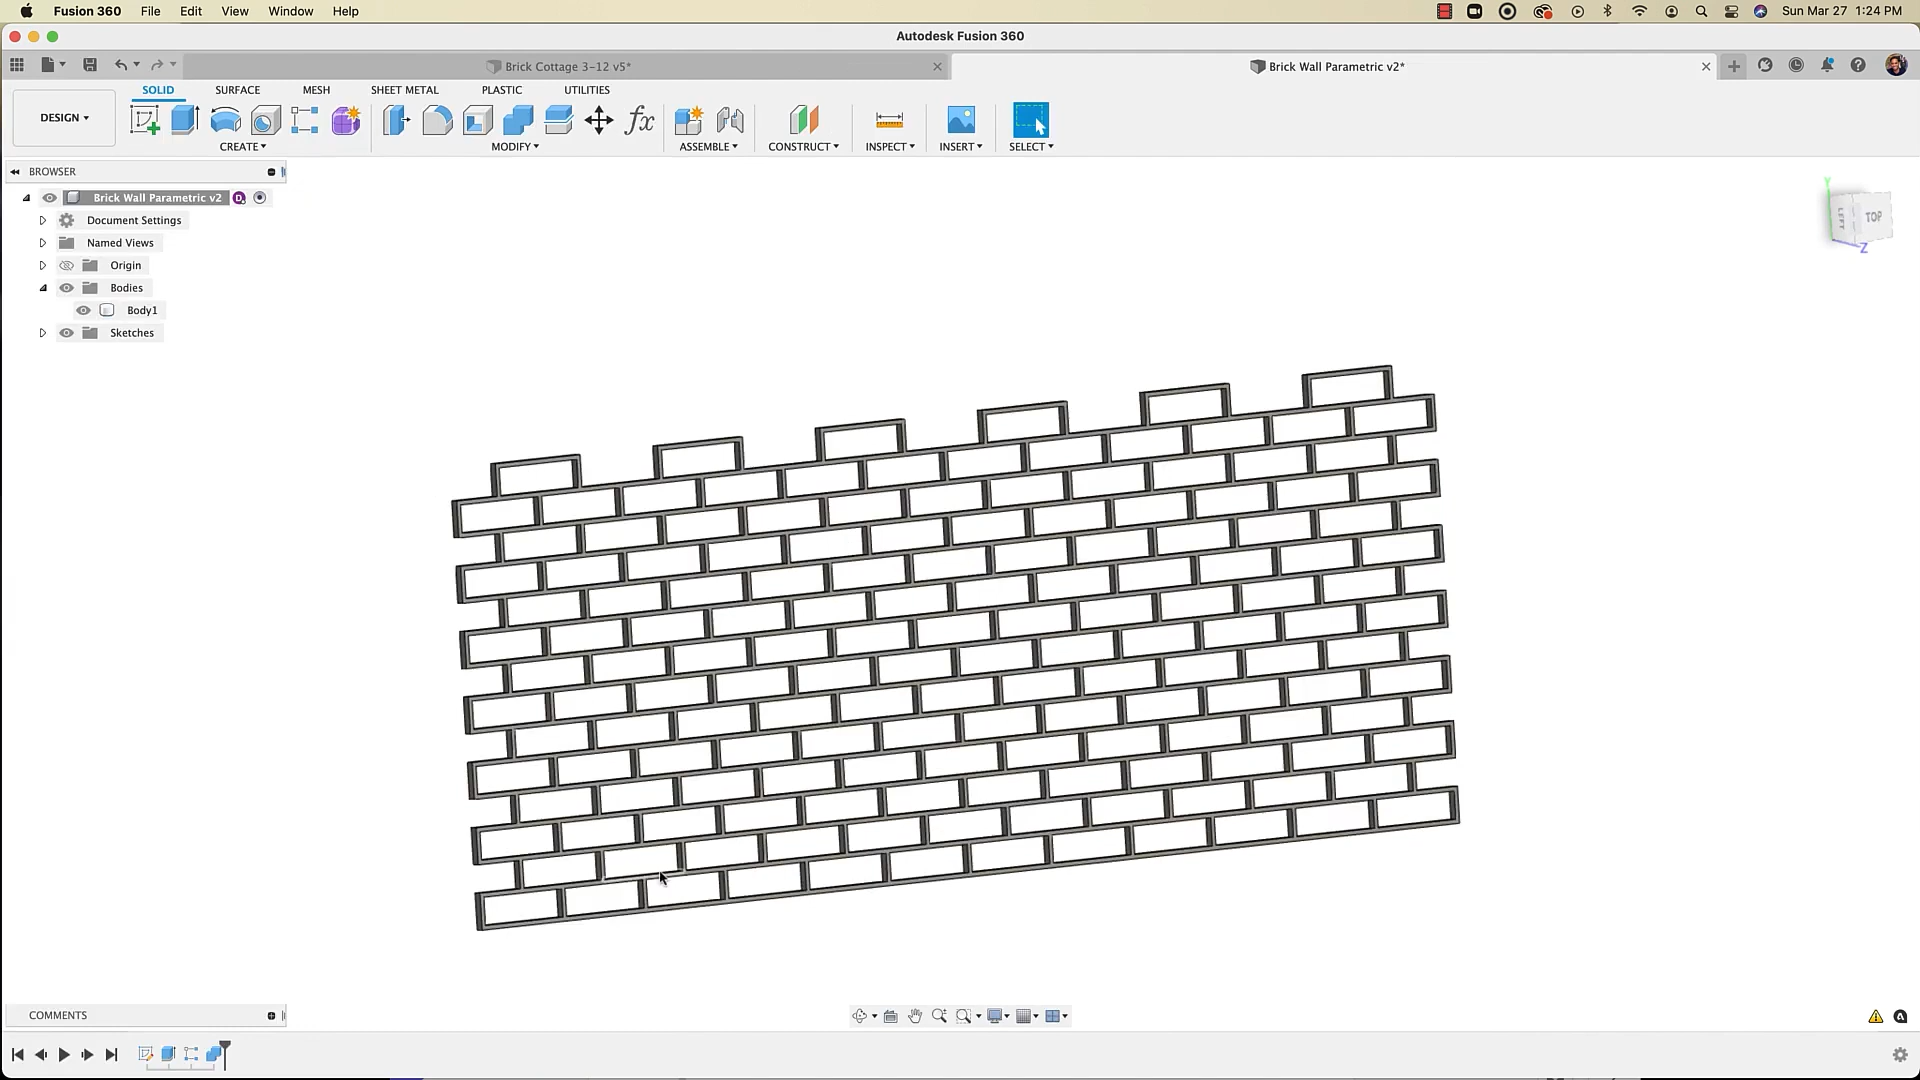 Fusion 360 File Edit View Window Help Sun Mar 27 1:24 PM
Autodesk Fusion 360
Brick Cottage 3-12 v5* Brick Wall Parametric v2*
SOLID SURFACE MESH SHEET METAL PLASTIC UTILITIES
DESIGN
fx
CREATE MODIFY ASSEMBLE CONSTRUCT INSPECT INSERT SELECT
BROWSER
Brick Wall Parametric v2
Document Settings
Named Views
Origin
Bodies
Body1
Sketches
Y
LEFT TOP
Z
COMMENTS